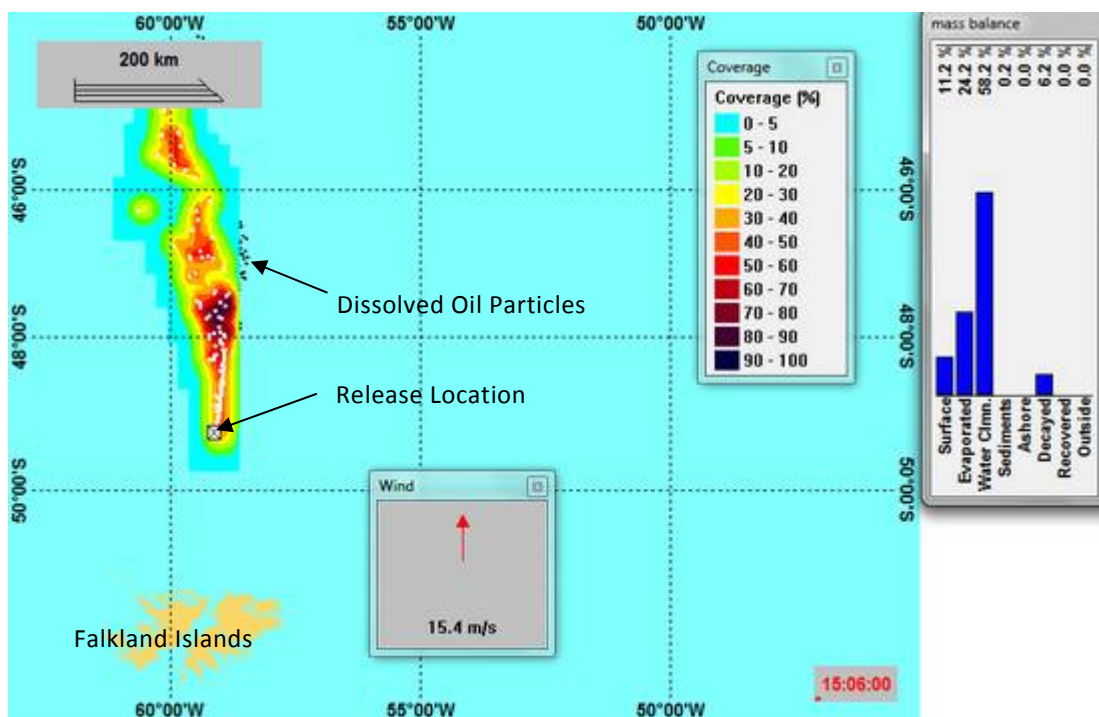 60°00'W
55°00'W
50°00'W
200 km
46°00'S
46°00'S
48°00'S
48°00'S
50°00'S
50°00'S
Dissolved Oil Particles
Release Location
Falkland Islands
Coverage
Coverage (%)
0 - 5
5 - 10
10 - 20
20 - 30
30 - 40
40 - 50
50 - 60
60 - 70
70 - 80
80 - 90
90 - 100
Wind
15.4 m/s
15:06:00
60°00'W
55°00'W
50°00'W
mass balance
11.2 %
24.2 %
58.2 %
0.2 %
0.0 %
6.2 %
0.0 %
0.0 %
Surface
Evaporated
Water Clmn.
Sediments
Ashore
Decayed
Recovered
Outside